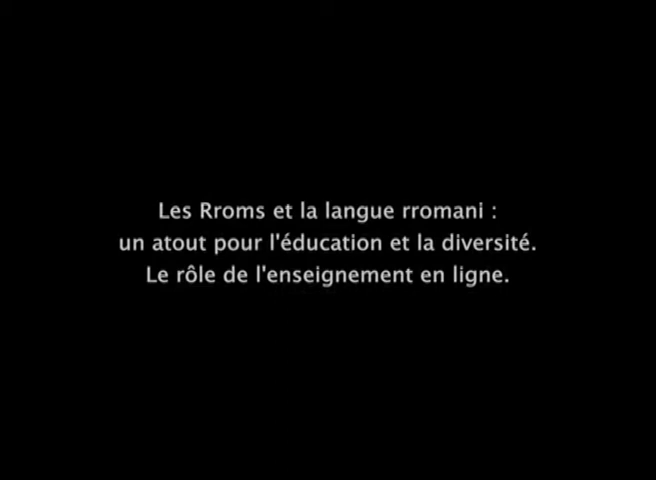 Les Rroms et la langue rromani :
un atout pour l'éducation et la diversité.
Le rôle de l'enseignement en ligne.